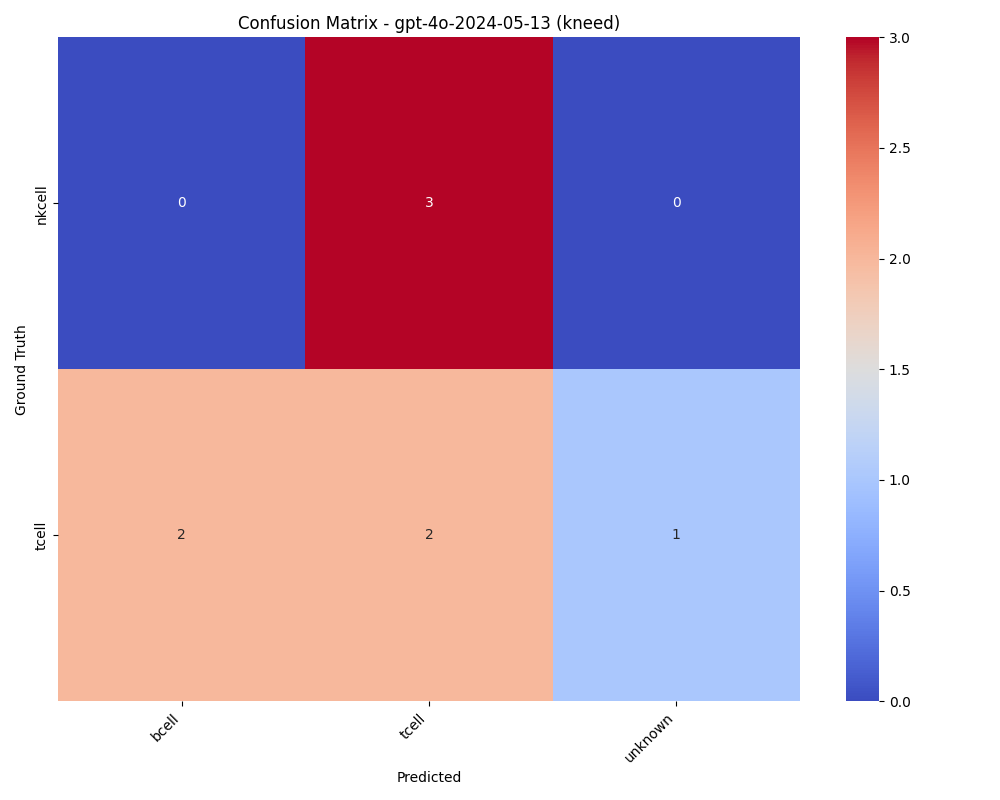 Confusion Matrix - gpt-4o-2024-05-13 (kneed)
Ground Truth
nkcell
tcell
0 3 0
2 2 1
bcell tcell unknown
Predicted
3.0
2.5
2.0
1.5
1.0
0.5
0.0